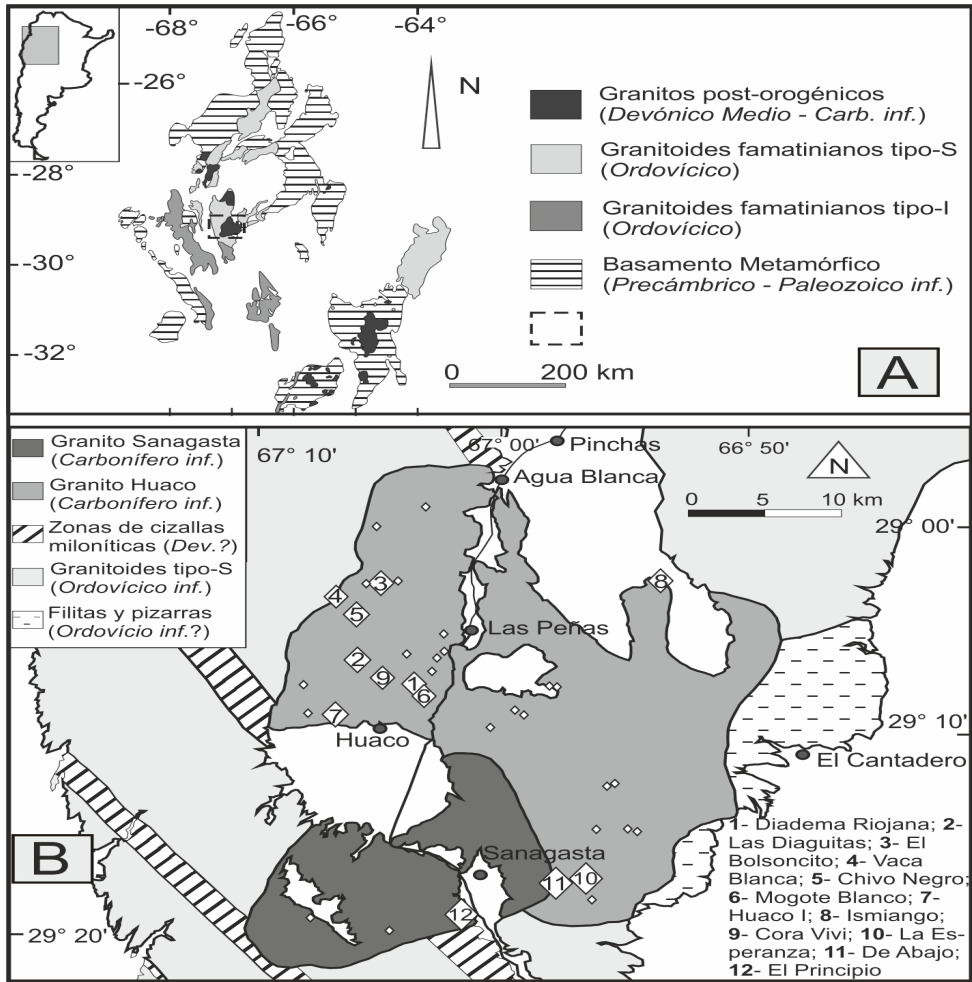 -68°
-66°
-64°
-26°
-28°
-30°
-32°
N
Granitos post-orogénicos
(Devónico Medio - Carb. inf.)
Granitoides famatinianos tipo-S
(Ordovícico)
Granitoides famatinianos tipo-I
(Ordovícico)
Basamento Metamórfico
(Precámbrico - Paleozoico inf.)
0 200 km
A
Granito Sanagasta
(Carbonífero inf.)
Granito Huaco
(Carbonífero inf.)
Zonas de cizallas
miloníticas (Dev.?)
Granitoides tipo-S
(Ordovícico inf.)
Filitas y pizarras
(Ordovício inf.?)
67° 10'
67° 00'
66° 50'
Pinchas
Agua Blanca
N
0 5 10 km
29° 00'
8
3
4
5
Las Peñas
2
9
1
6
7
Huaco
29° 10'
El Cantadero
B
Sanagasta
11
10
12
29° 20'
1- Diadema Riojana; 2-
Las Diaguitas; 3- El
Bolsoncito; 4- Vaca
Blanca; 5- Chivo Negro;
6- Mogote Blanco; 7-
Huaco I; 8- Ismiango;
9- Cora Vivi; 10- La Es-
peranza; 11- De Abajo;
12- El Principio